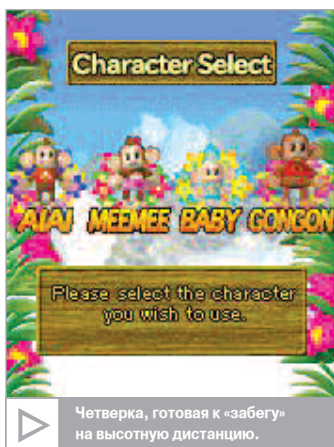 Character Select
AIAI MEEMEE BABY GONGON
Please select the character
you wish to use.
Четверка, готовая к «забегу»
на высотную дистанцию.